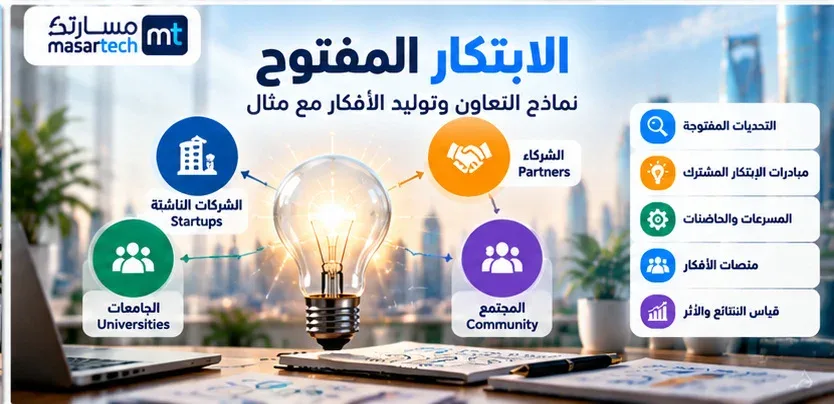 مسارتك
masartech
mt
الابتكار المفتوح
نماذج التعاون وتوليد الأفكار مع مثال
الشركاء
Partners
الشركات الناشئة
Startups
الجامعات
Universities
المجتمع
Community
التحديات المفتوحة
مبادرات الإبتكار المشترك
المسرعات والحاضنات
منصات الأفكار
قياس النتائج والأثر